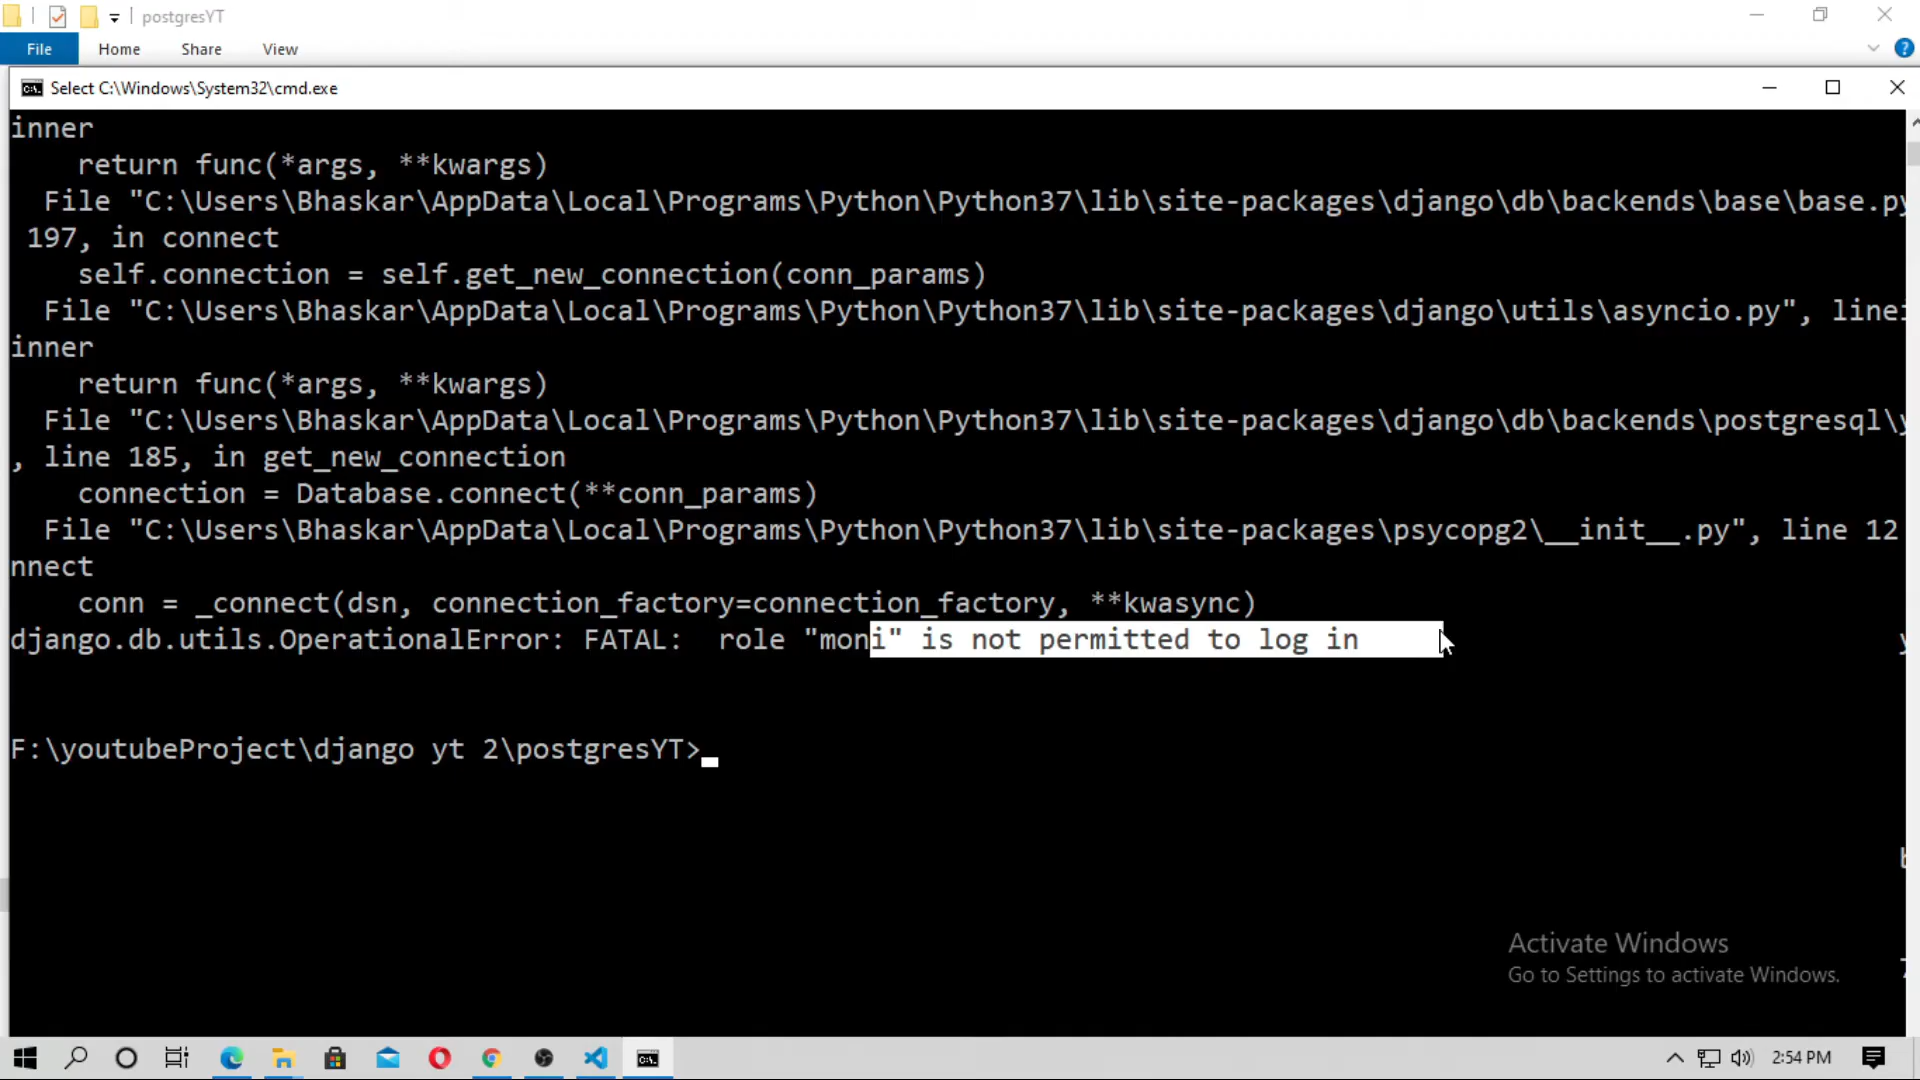 postgresYT
File Home Share View
Select C:\Windows\System32\cmd.exe
inner
return func(*args, **kwargs)
File "C:\Users\Bhaskar\AppData\Local\Programs\Python\Python37\lib\site-packages\django\db\backends\base\base.py
197, in connect
self.connection = self.get_new_connection(conn_params)
File "C:\Users\Bhaskar\AppData\Local\Programs\Python\Python37\lib\site-packages\django\utils\asyncio.py", line
inner
return func(*args, **kwargs)
File "C:\Users\Bhaskar\AppData\Local\Programs\Python\Python37\lib\site-packages\django\db\backends\postgresql\
, line 185, in get_new_connection
connection = Database.connect(**conn_params)
File "C:\Users\Bhaskar\AppData\Local\Programs\Python\Python37\lib\site-packages\psycopg2\__init__.py", line 12
nnect
conn = _connect(dsn, connection_factory=connection_factory, **kwasync)
django.db.utils.OperationalError: FATAL:  role "moni" is not permitted to log in
F:\youtubeProject\django yt 2\postgresYT>
Activate Windows
Go to Settings to activate Windows.
2:54 PM